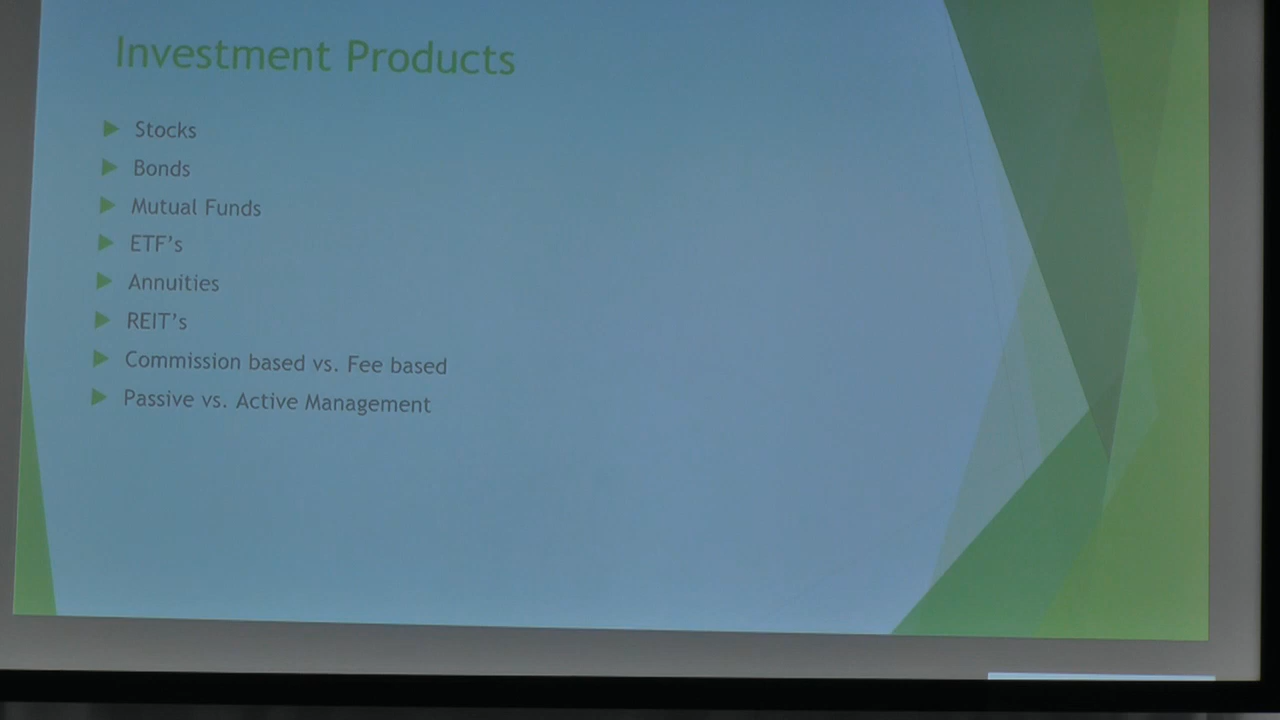 Investment Products
Stocks
Bonds
Mutual Funds
ETF's
Annuities
REIT's
Commission based vs. Fee based
Passive vs. Active Management